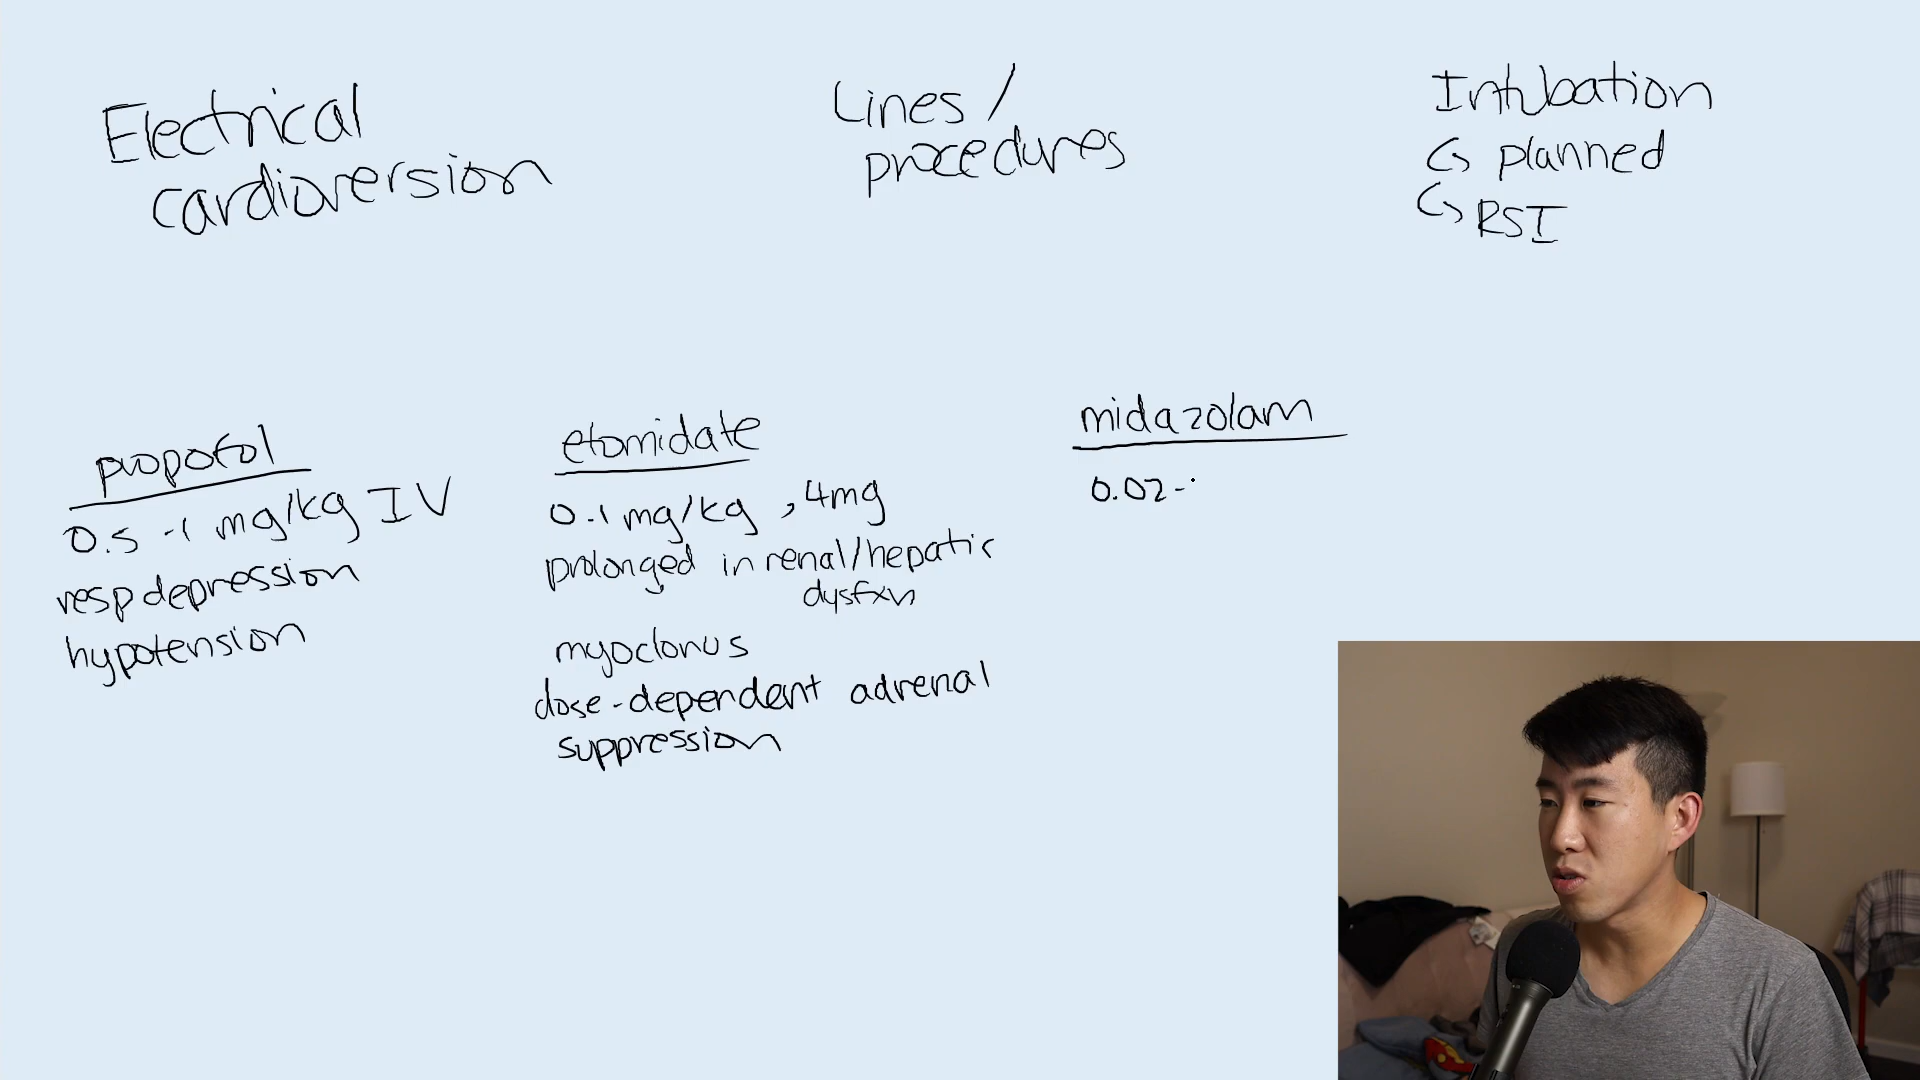 Electrical
cardioversion
Lines /
procedures
Intubation
↳ planned
↳ RSI
propofol
0.5 -1 mg/kg IV
resp depression
hypotension
etomidate
0.1 mg/kg , 4mg
prolonged in renal/hepatic
dysfxn
myoclonus
dose-dependent adrenal
suppression
midazolam
0.02-